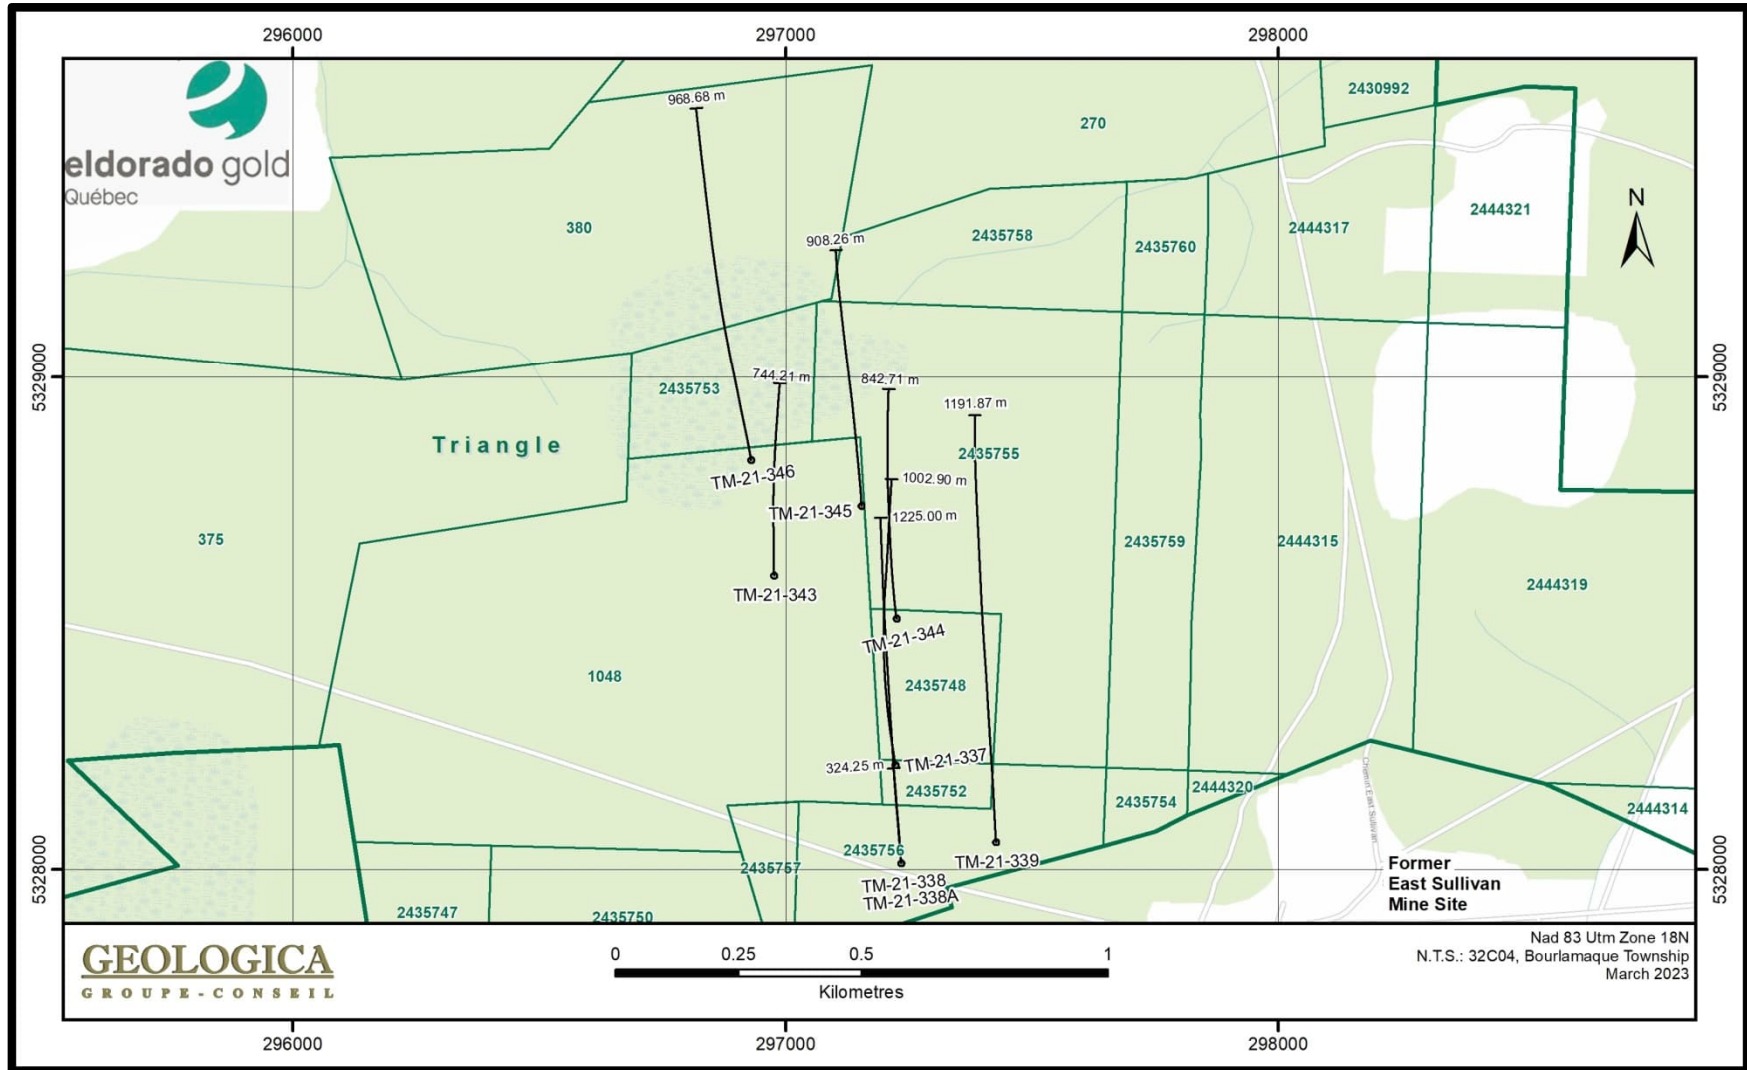 296000
297000
298000
eldorado gold
Québec
968.68 m
270
2430992
N
380
908.26 m
2435758
2435760
2444317
2444321
5329000
5329000
2435753
744.21 m
842.71 m
1191.87 m
Triangle
2435755
TM-21-346
1002.90 m
TM-21-345
1225.00 m
375
2435759
2444315
2444319
TM-21-343
TM-21-344
1048
2435748
324.25 m
TM-21-337
2435752
2435754
2444320
2444314
Chemin East Sullivan
2435756
TM-21-339
2435757
5328000
5328000
TM-21-338
TM-21-338A
Former
East Sullivan
Mine Site
2435747
2435750
GEOLOGICA
GROUPE-CONSEIL
0
0.25
0.5
1
Kilometres
Nad 83 Utm Zone 18N
N.T.S.: 32C04, Bourlamaque Township
March 2023
296000
297000
298000